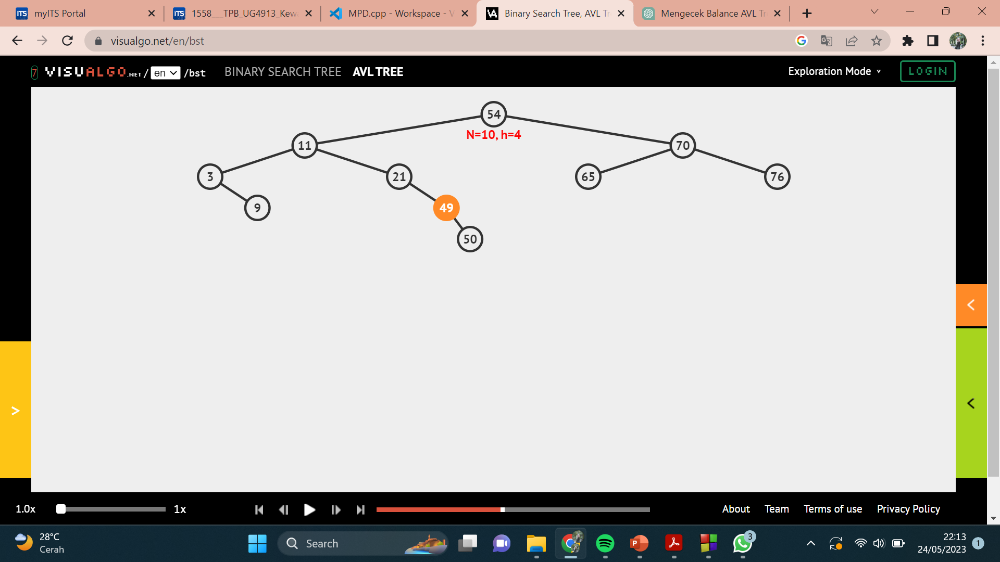 myITS Portal
1558___TPB_UG4913_Kew
MPD.cpp - Workspace - V
Binary Search Tree, AVL Tr
Mengecek Balance AVL Tr
visualgo.net/en/bst
7 VISUALGO.NET / en /bst
BINARY SEARCH TREE AVL TREE
Exploration Mode
LOGIN
54
N=10, h=4
11
70
3
21
65
76
9
49
50
1.0x
1x
About Team Terms of use Privacy Policy
28°C
Cerah
Search
3
22:13
24/05/2023
1